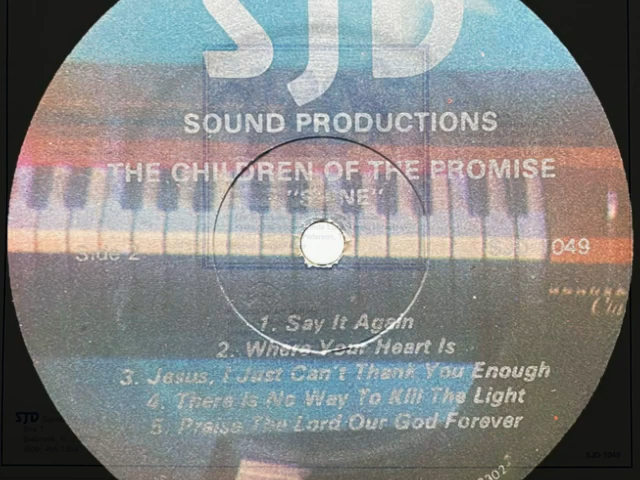 SJD
SOUND PRODUCTIONS
THE CHILDREN OF THE PROMISE
"SHINE"
Side 2
049
1. Say It Again
2. Where Your Heart Is
3. Jesus, I Just Can't Thank You Enough
4. There Is No Way To Kill The Light
5. Praise The Lord Our God Forever
SJD